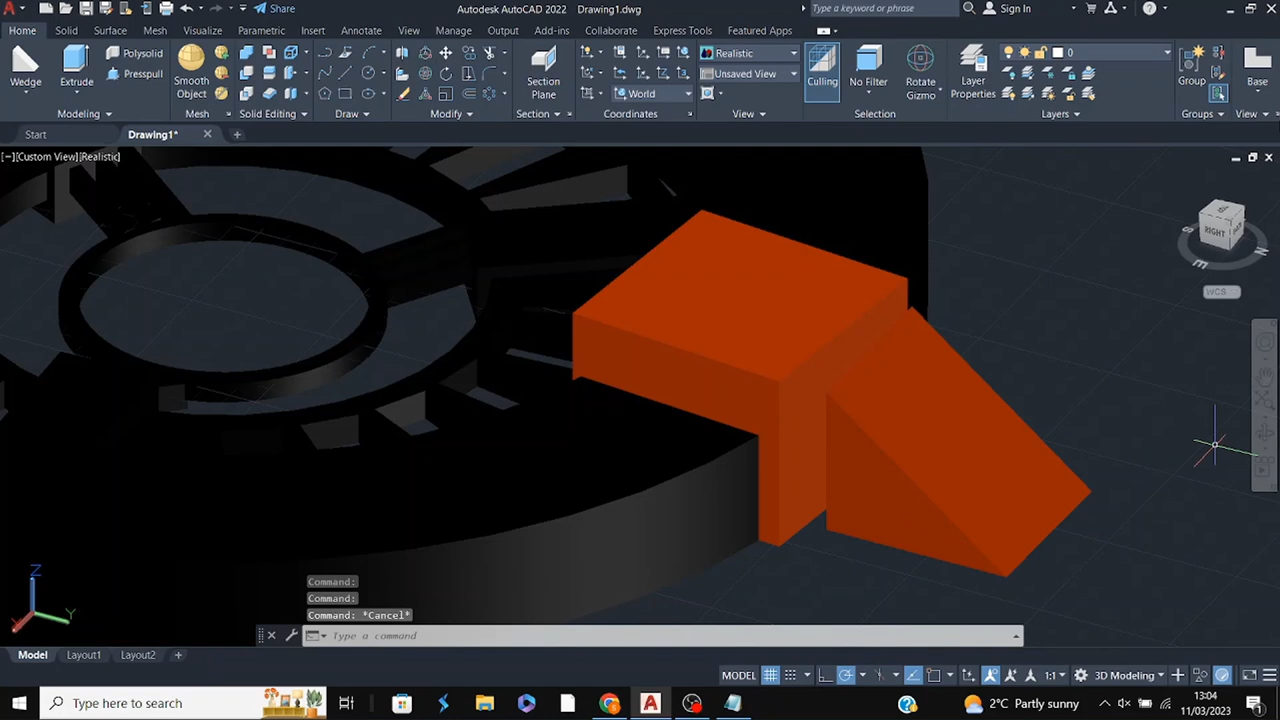 Share
Autodesk AutoCAD 2022 Drawing1.dwg
Type a keyword or phrase
Sign In
Home Solid Surface Mesh Visualize Parametric Insert Annotate View Manage Output Add-ins Collaborate Express Tools Featured Apps
Wedge
Extrude
Polysolid
Presspull
Smooth
Object
Section
Plane
World
Realistic
Unsaved View
Culling
No Filter
Rotate
Gizmo
Layer
Properties
0
Group
Base
Modeling Mesh Solid Editing Draw Modify Section Coordinates View Selection Layers Groups View
Start
Drawing1*
[−][Custom View][Realistic]
RIGHT
S
E
N
WCS
Z
Y
X
Command:
Command:
Command: *Cancel*
Type a command
Model Layout1 Layout2
MODEL
1:1
3D Modeling
Type here to search
2°C Partly sunny
13:04
11/03/2023